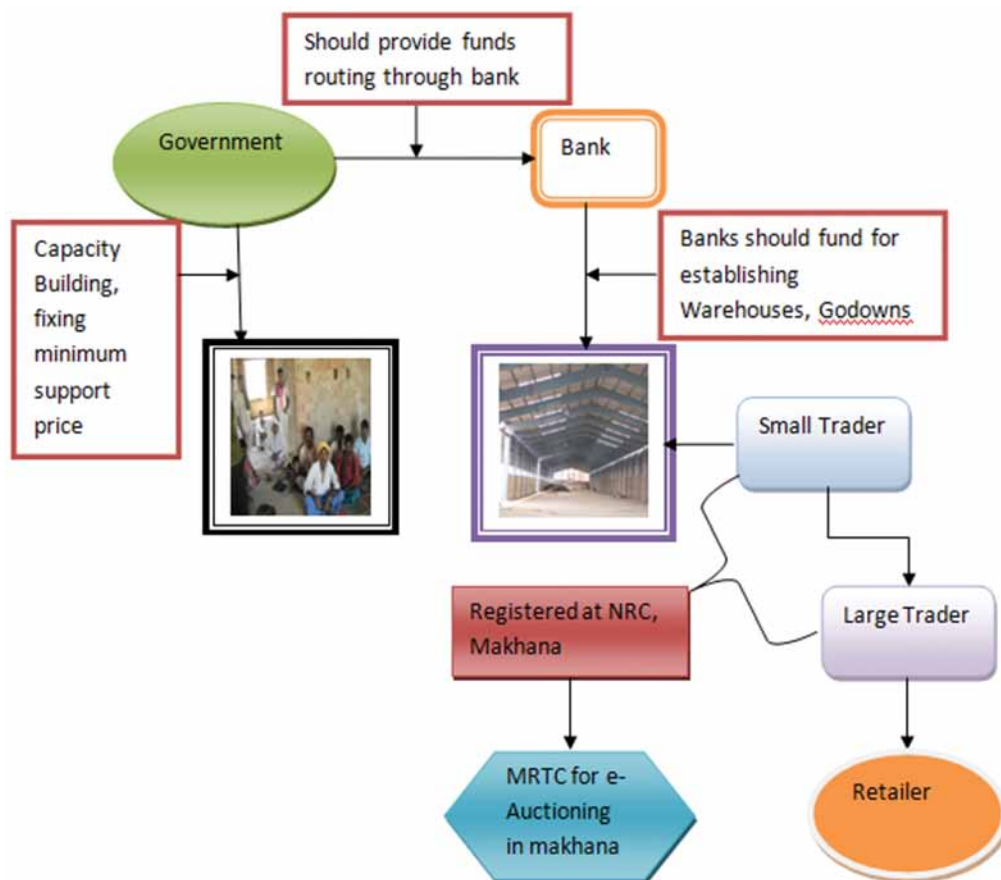 Should provide funds
routing through bank
Government
Bank
Capacity
Building,
fixing
minimum
support
price
Banks should fund for
establishing
Warehouses, Godowns
Small Trader
Registered at NRC,
Makhana
Large Trader
MRTC for e-
Auctioning
in makhana
Retailer